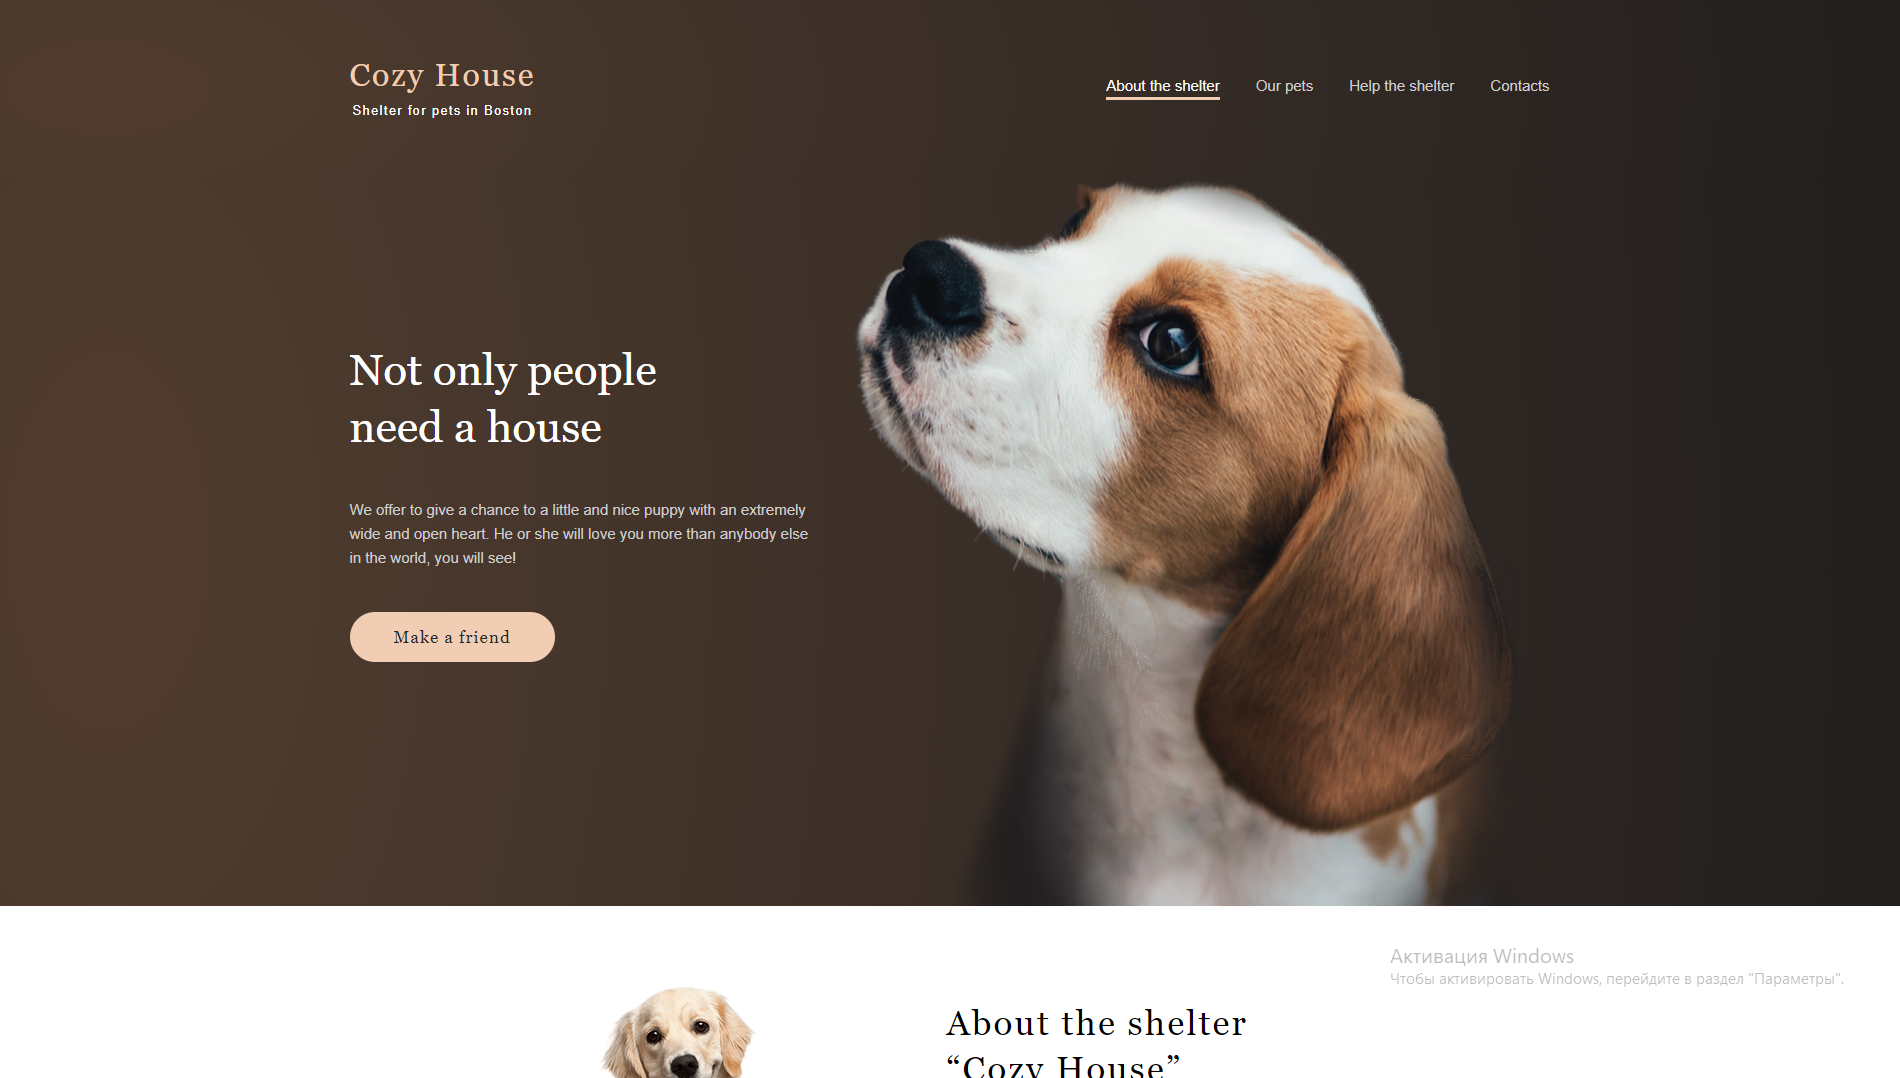 Cozy House
Shelter for pets in Boston
About the shelter
Our pets
Help the shelter
Contacts
Not only people
need a house
We offer to give a chance to a little and nice puppy with an extremely
wide and open heart. He or she will love you more than anybody else
in the world, you will see!
Make a friend
Активация Windows
Чтобы активировать Windows, перейдите в раздел "Параметры".
About the shelter
“Cozy House”